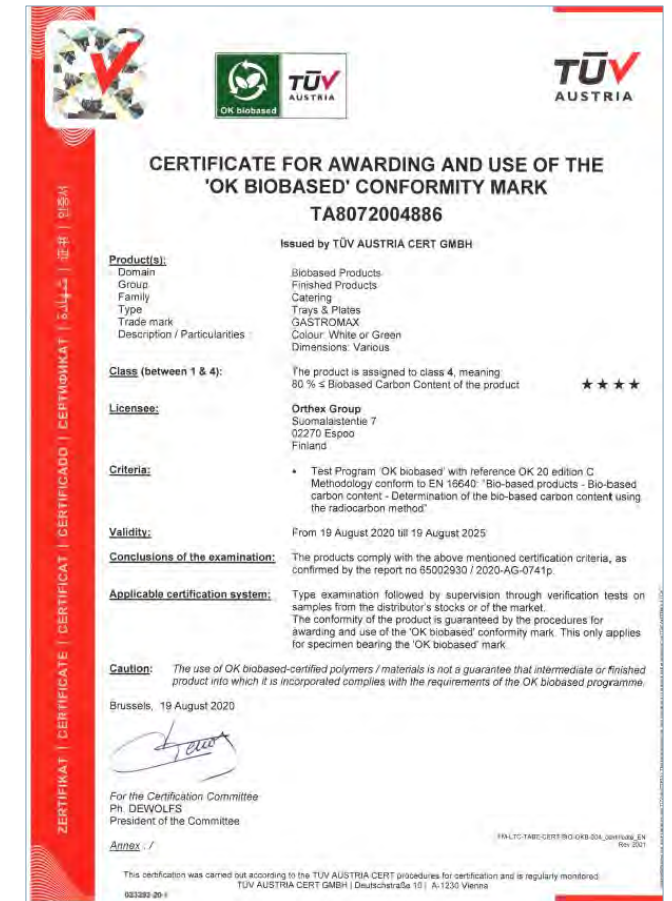 OK biobased
TÜV
AUSTRIA
TÜV
AUSTRIA
CERTIFICATE FOR AWARDING AND USE OF THE
'OK BIOBASED' CONFORMITY MARK
TA8072004886
Issued by TÜV AUSTRIA CERT GMBH
Product(s):
Domain Biobased Products
Group Finished Products
Family Catering
Type Trays & Plates
Trade mark GASTROMAX
Description / Particularities Colour: White or Green
Dimensions: Various
Class (between 1 & 4): The product is assigned to class 4, meaning
80 % ≤ Biobased Carbon Content of the product ★★★★
Licensee: Orthex Group
Suomalaistentie 7
02270 Espoo
Finland
Criteria: • Test Program 'OK biobased' with reference OK 20 edition C
Methodology conform to EN 16640: "Bio-based products - Bio-based
carbon content - Determination of the bio-based carbon content using
the radiocarbon method"
Validity: From 19 August 2020 till 19 August 2025
Conclusions of the examination: The products comply with the above mentioned certification criteria, as
confirmed by the report no 65002930 / 2020-AG-0741p.
Applicable certification system: Type examination followed by supervision through verification tests on
samples from the distributor's stocks or of the market.
The conformity of the product is guaranteed by the procedures for
awarding and use of the 'OK biobased' conformity mark. This only applies
for specimen bearing the 'OK biobased' mark
Caution: The use of OK biobased-certified polymers / materials is not a guarantee that intermediate or finished
product into which it is incorporated complies with the requirements of the OK biobased programme.
Brussels, 19 August 2020
For the Certification Committee
Ph. DEWOLFS
President of the Committee
Annex : /
Rev 2001
This certification was carried out according to the TÜV AUSTRIA CERT procedures for certification and is regularly monitored
TÜV AUSTRIA CERT GMBH | Deutschstraße 10 | A-1230 Vienna
ZERTIFIKAT | CERTIFICATE | CERTIFICAT | CERTIFICADO | СЕРТИФИКАТ | شهادة | 证书 | 인증서